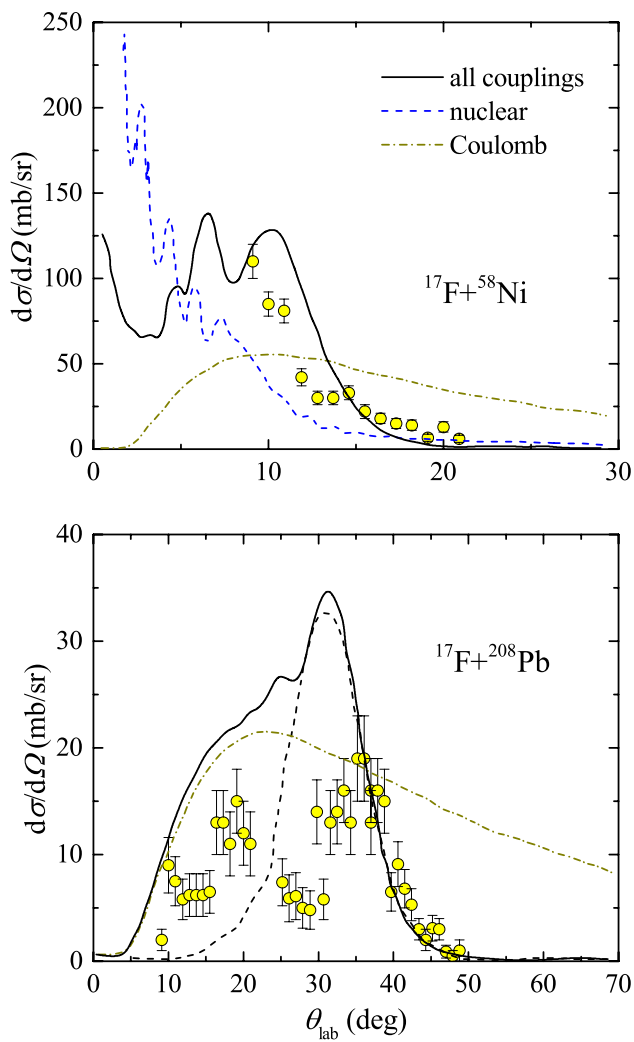 250
200
150
100
50
0
dσ/dΩ (mb/sr)
all couplings
nuclear
Coulomb
¹⁷F+⁵⁸Ni
0 10 20 30
40
30
20
10
0
dσ/dΩ (mb/sr)
¹⁷F+²⁰⁸Pb
0 10 20 30 40 50 60 70
θ_lab (deg)